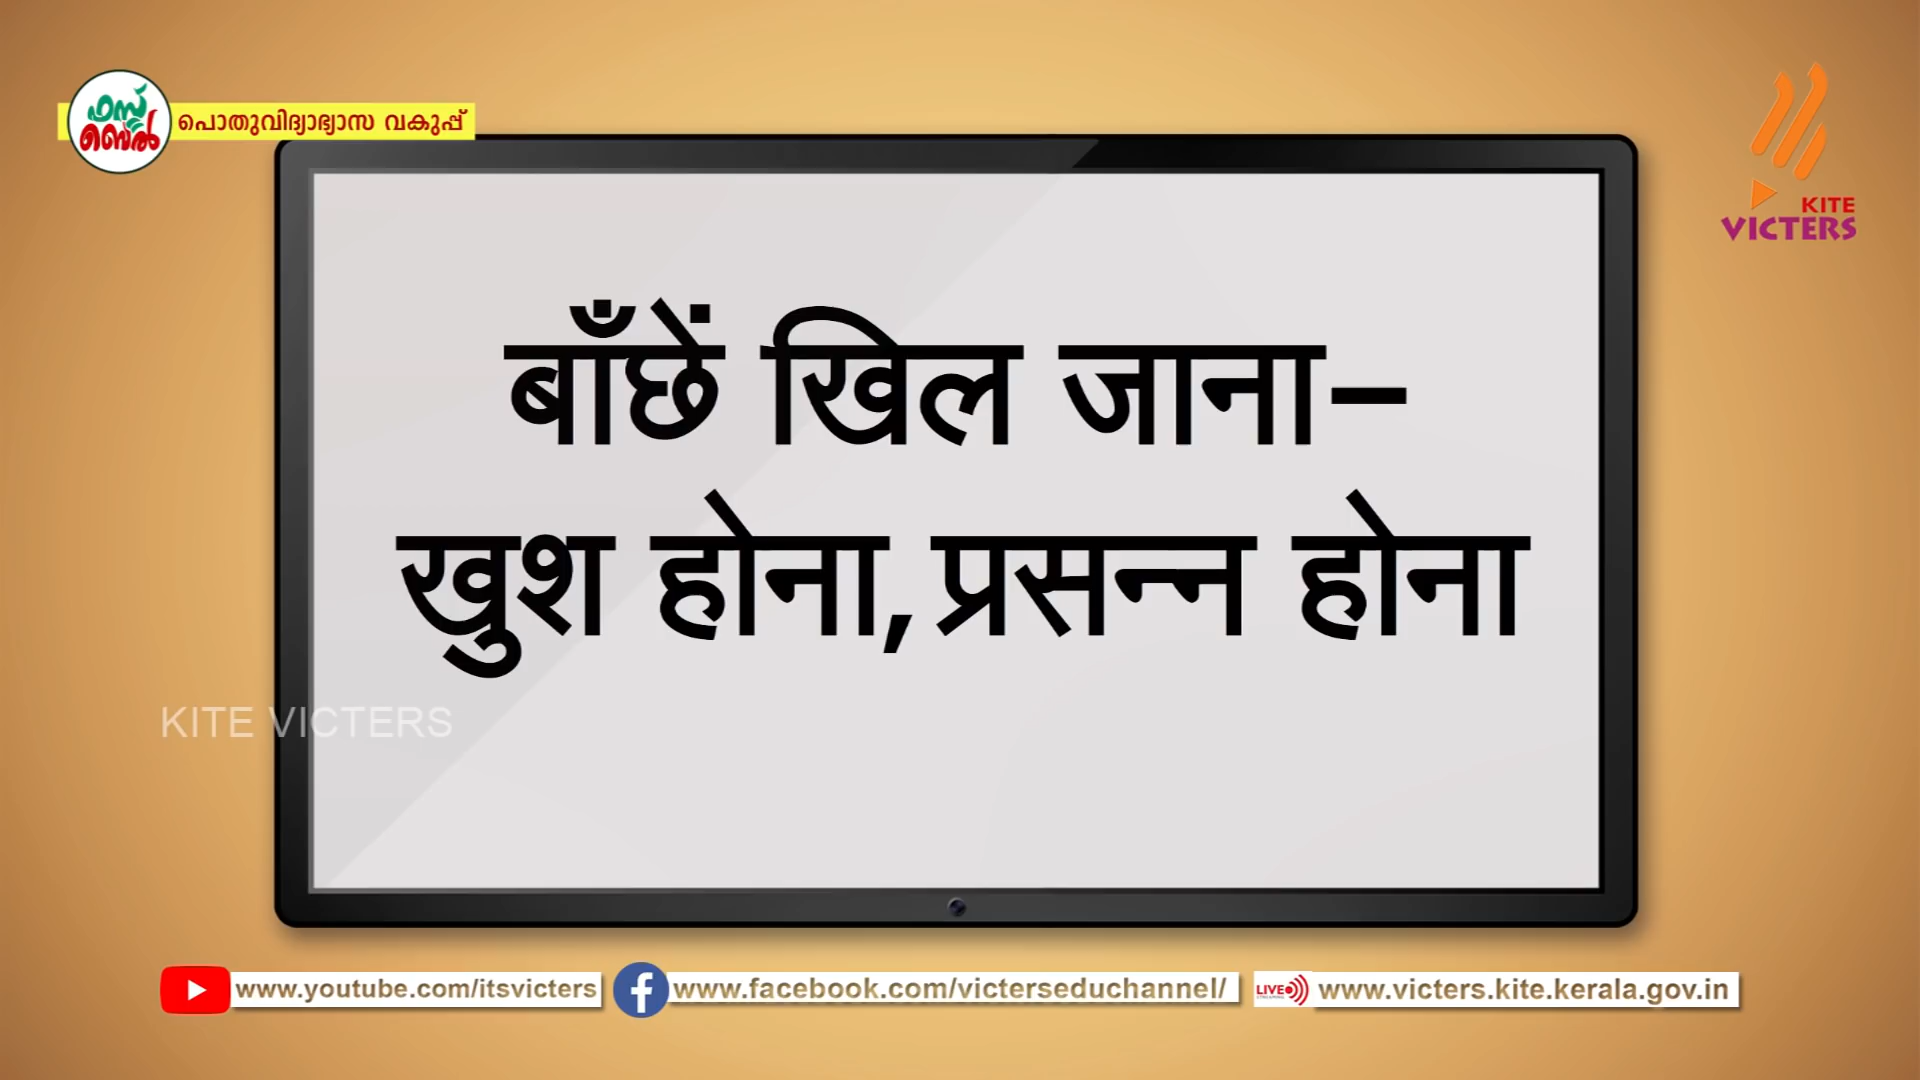 ഫസ്റ്റ്
ബെൽ
പൊതുവിദ്യാഭ്യാസ വകുപ്പ്
KITE
VICTERS
बाँछें खिल जाना–
खुश होना, प्रसन्न होना
KITE VICTERS
www.youtube.com/itsvicters
www.facebook.com/victerseduchannel/
LIVE
STREAMING
www.victers.kite.kerala.gov.in